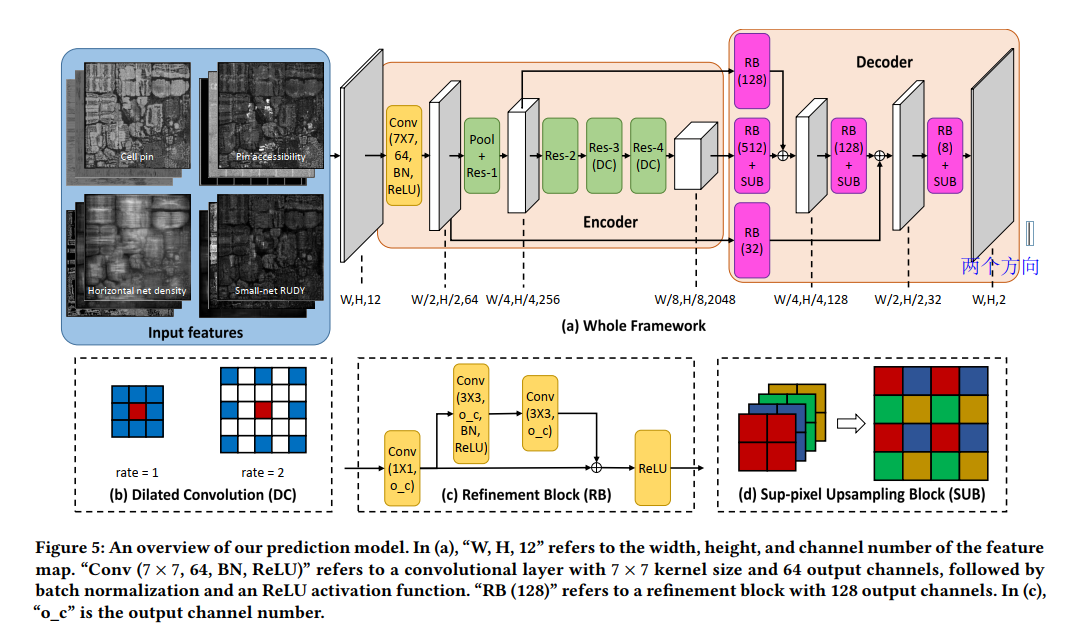 Cell pin
Pin accessibility
Horizontal net density
Small-net RUDY
Input features
Conv
(7X7,
64,
BN,
ReLU)
Pool
+
Res-1
Res-2
Res-3
(DC)
Res-4
(DC)
Encoder
RB
(128)
RB
(512)
+
SUB
RB
(32)
Decoder
RB
(128)
+
SUB
RB
(8)
+
SUB
两个方向
W,H,12
W/2,H/2,64
W/4,H/4,256
W/8,H/8,2048
W/4,H/4,128
W/2,H/2,32
W,H,2
(a) Whole Framework
rate = 1
rate = 2
(b) Dilated Convolution (DC)
Conv
(1X1,
o_c)
Conv
(3X3,
o_c,
BN,
ReLU)
Conv
(3X3,
o_c)
ReLU
(c) Refinement Block (RB)
(d) Sup-pixel Upsampling Block (SUB)
Figure 5: An overview of our prediction model. In (a), “W, H, 12” refers to the width, height, and channel number of the feature
map. “Conv (7 × 7, 64, BN, ReLU)” refers to a convolutional layer with 7 × 7 kernel size and 64 output channels, followed by
batch normalization and an ReLU activation function. “RB (128)” refers to a refinement block with 128 output channels. In (c),
“o_c” is the output channel number.